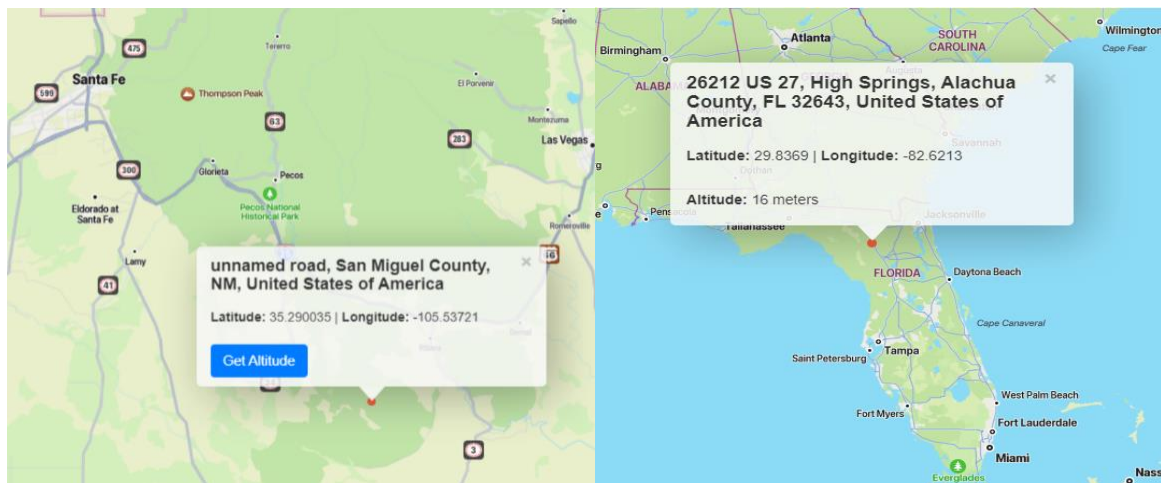 475
Sapello
Terrero
Santa Fe
El Porvenir
599
Thompson Peak
63
Montezuma
283
Las Vegas
300
Glorieta
Pecos
Eldorado at
Santa Fe
Pecos National
Historical Park
Romeroville
Lamy
41
unnamed road, San Miguel County,
NM, United States of America
×
Latitude: 35.290035 | Longitude: -105.53721
Get Altitude
3
Atlanta
SOUTH
CAROLINA
Wilmington
Birmingham
Cape Fear
Augusta
ALABA
26212 US 27, High Springs, Alachua
County, FL 32643, United States of
America
×
Savannah
Latitude: 29.8369 | Longitude: -82.6213
Dothan
Altitude: 16 meters
Pensacola
Jacksonville
Tallahassee
FLORIDA
Daytona Beach
Cape Canaveral
Tampa
Saint Petersburg
West Palm Beach
Fort Myers
Fort Lauderdale
Miami
Everglades
Nass